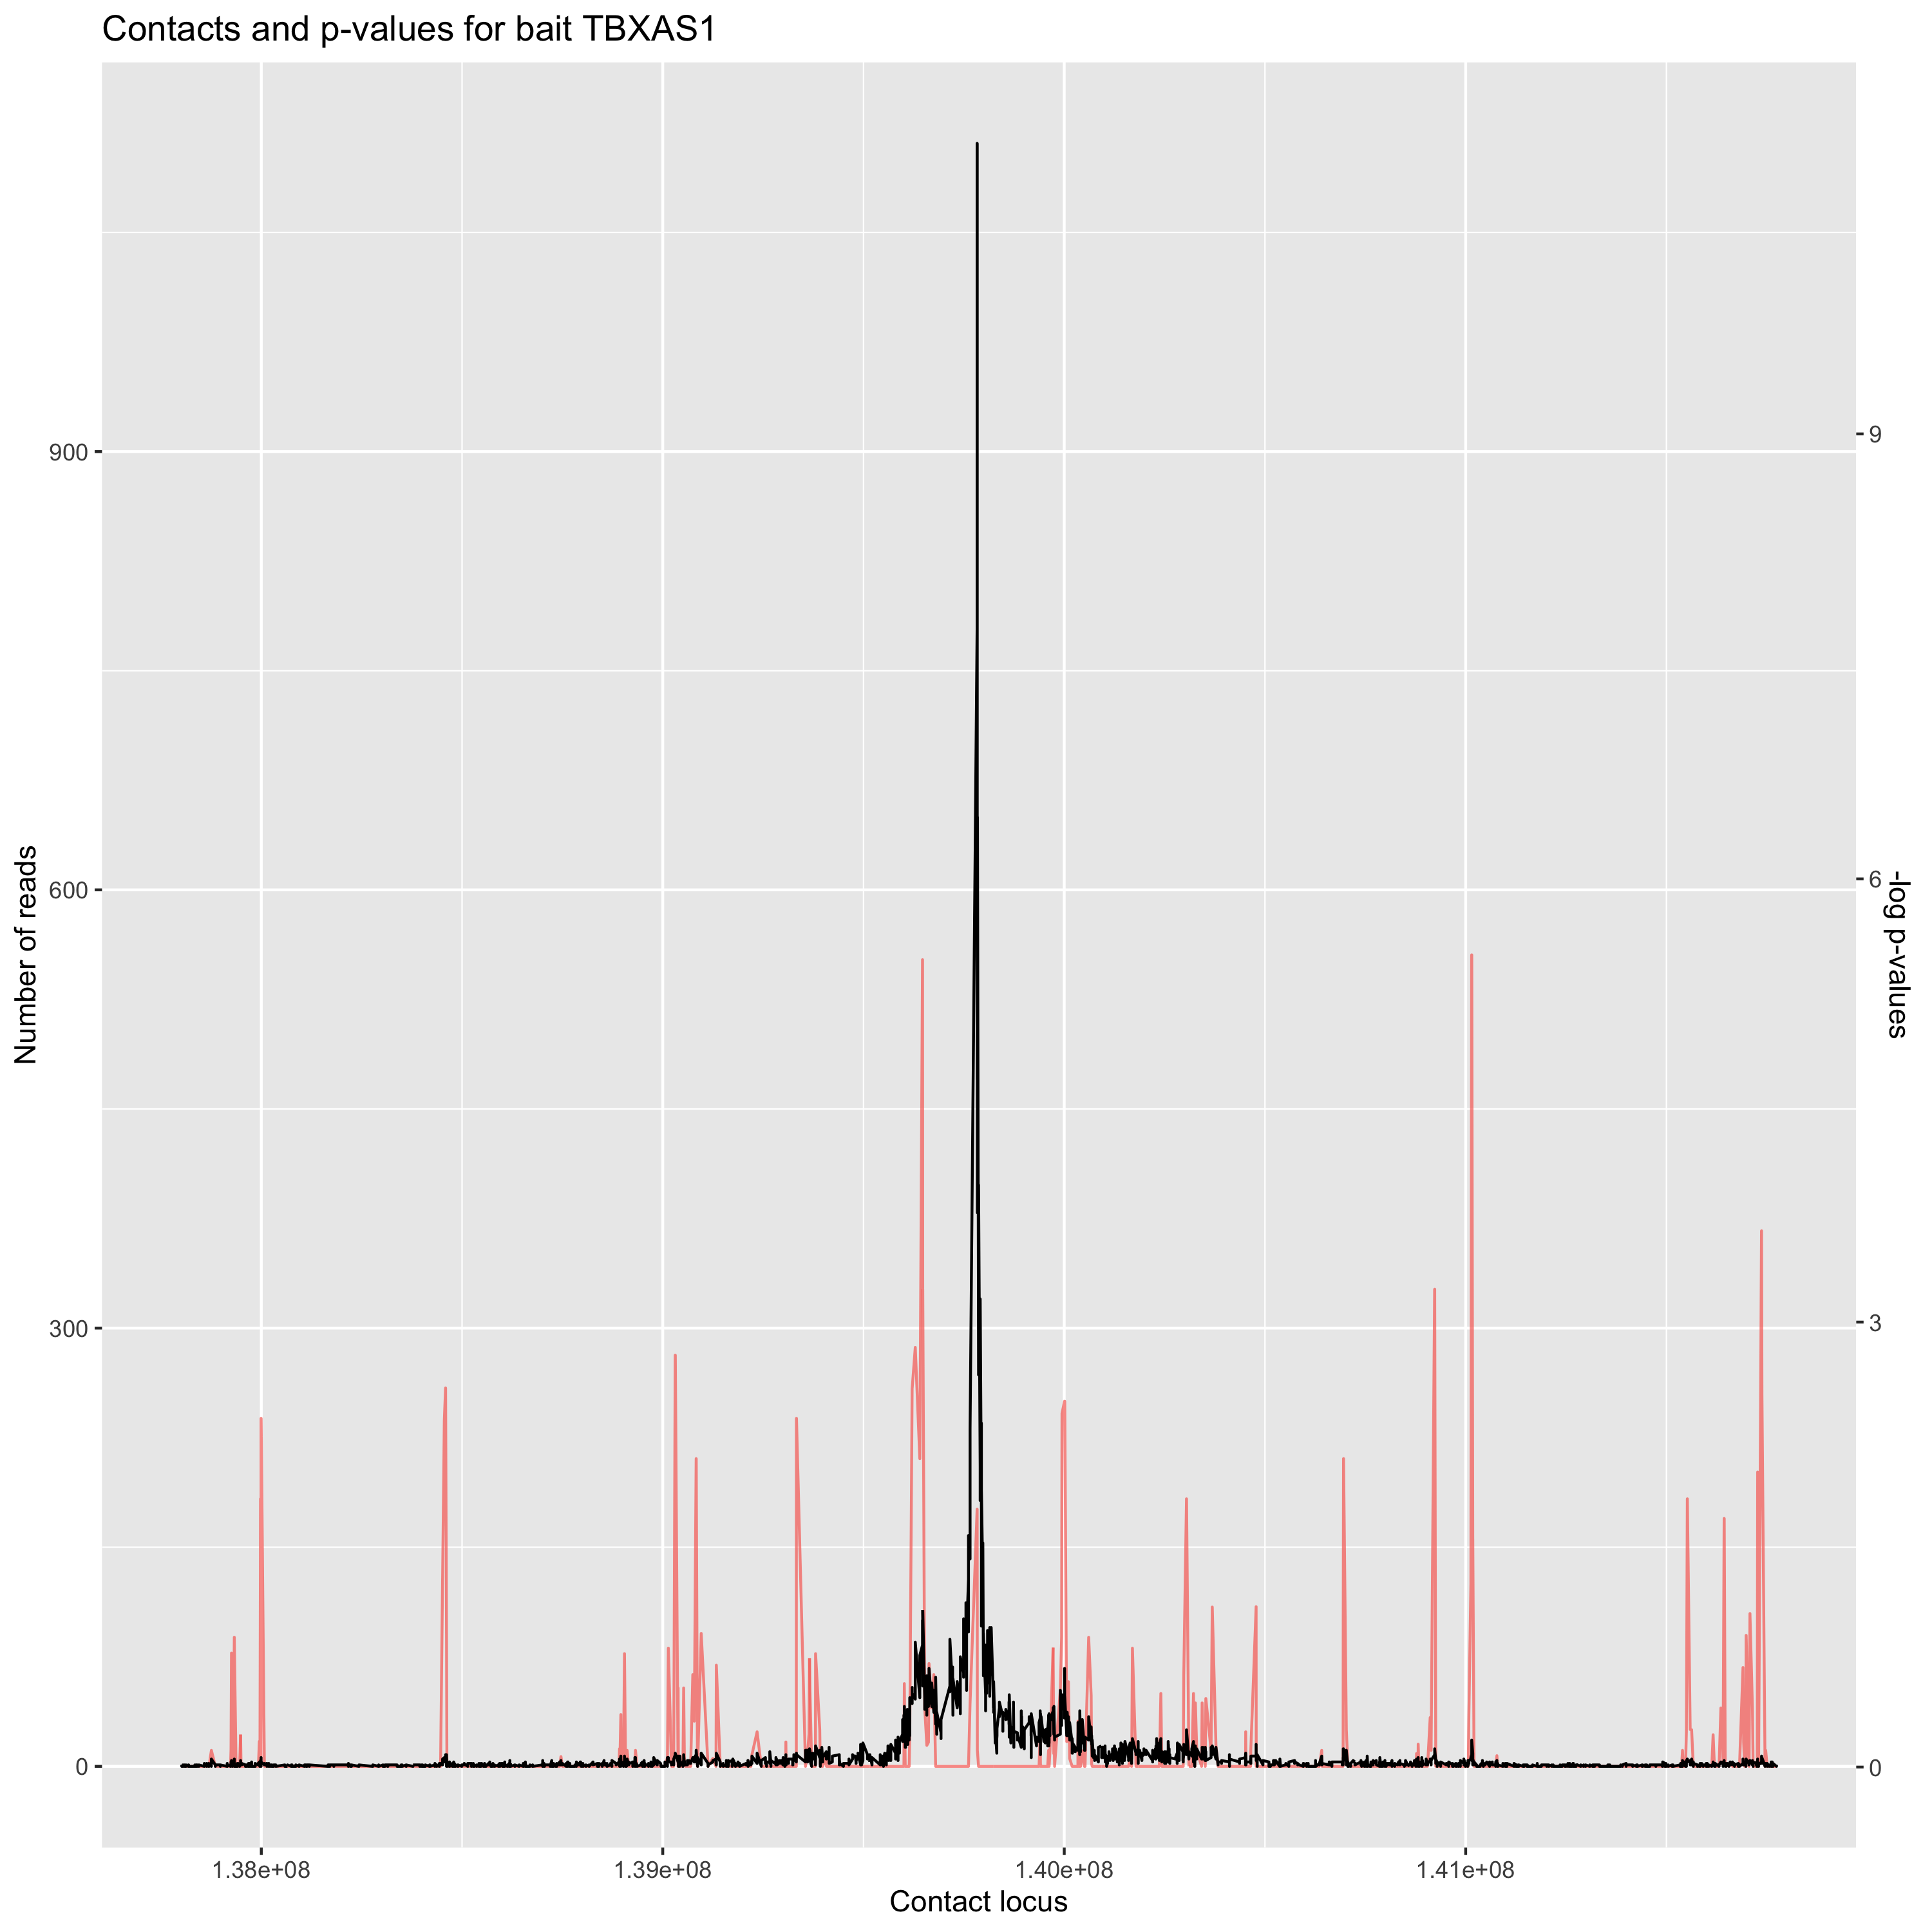 Contacts and p-values for bait TBXAS1
900
600
300
0
9
6
3
0
Number of reads
-log p-values
1.38e+08
1.39e+08
1.40e+08
1.41e+08
Contact locus